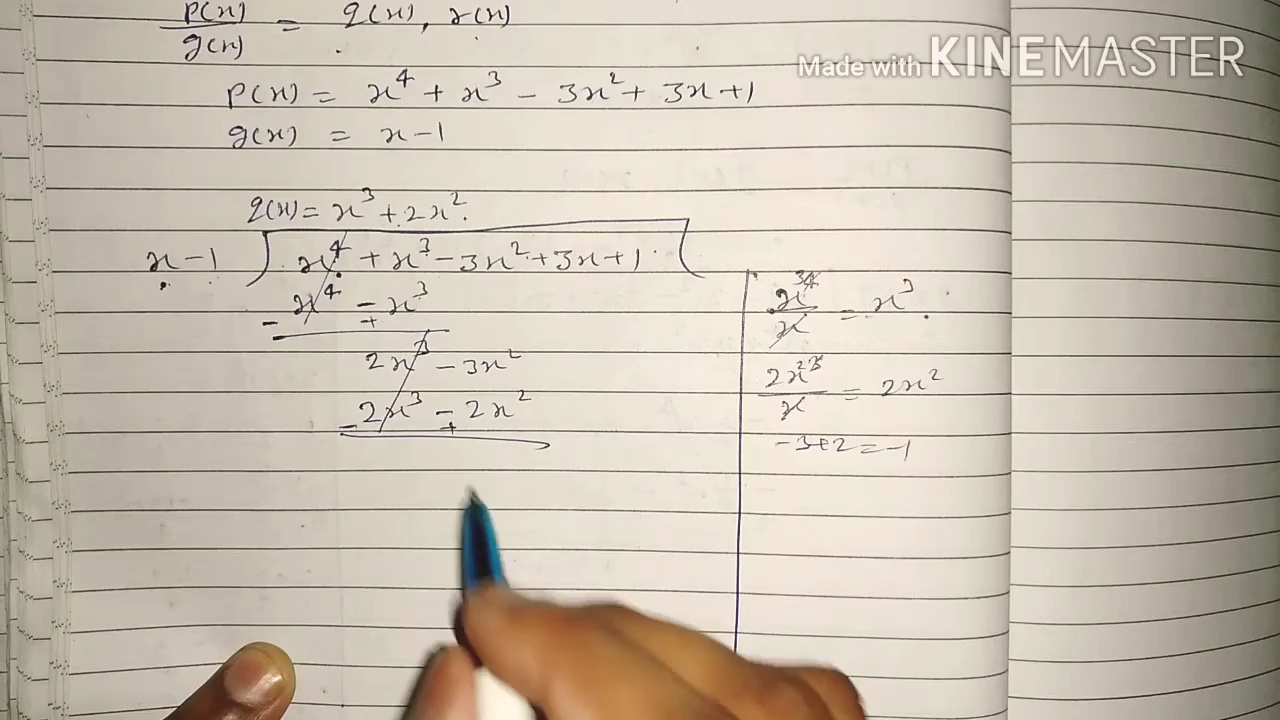 p(x)/g(x) = q(x), r(x)
Made with KINEMASTER
p(x) = x⁴ + x³ - 3x² + 3x + 1
g(x) = x - 1
q(x) = x³ + 2x²
x - 1 ) x⁴ + x³ - 3x² + 3x + 1
x⁴ - x³
- +
2x³ - 3x²
2x³ - 2x²
- +
x⁴/x = x³
2x³/x = 2x²
-3+2 = -1